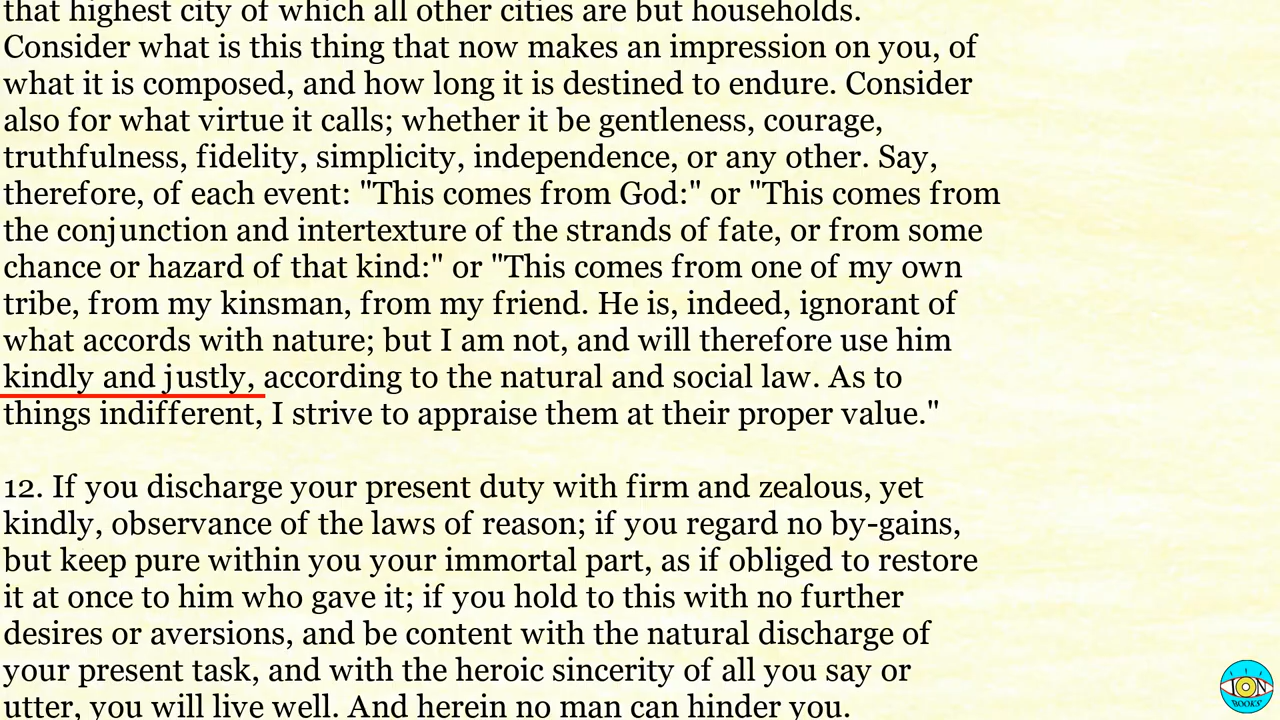 that highest city of which all other cities are but households.
Consider what is this thing that now makes an impression on you, of
what it is composed, and how long it is destined to endure. Consider
also for what virtue it calls; whether it be gentleness, courage,
truthfulness, fidelity, simplicity, independence, or any other. Say,
therefore, of each event: "This comes from God:" or "This comes from
the conjunction and intertexture of the strands of fate, or from some
chance or hazard of that kind:" or "This comes from one of my own
tribe, from my kinsman, from my friend. He is, indeed, ignorant of
what accords with nature; but I am not, and will therefore use him
kindly and justly, according to the natural and social law. As to
things indifferent, I strive to appraise them at their proper value."
12. If you discharge your present duty with firm and zealous, yet
kindly, observance of the laws of reason; if you regard no by-gains,
but keep pure within you your immortal part, as if obliged to restore
it at once to him who gave it; if you hold to this with no further
desires or aversions, and be content with the natural discharge of
your present task, and with the heroic sincerity of all you say or
utter, you will live well. And herein no man can hinder you.
ION
BOOKS